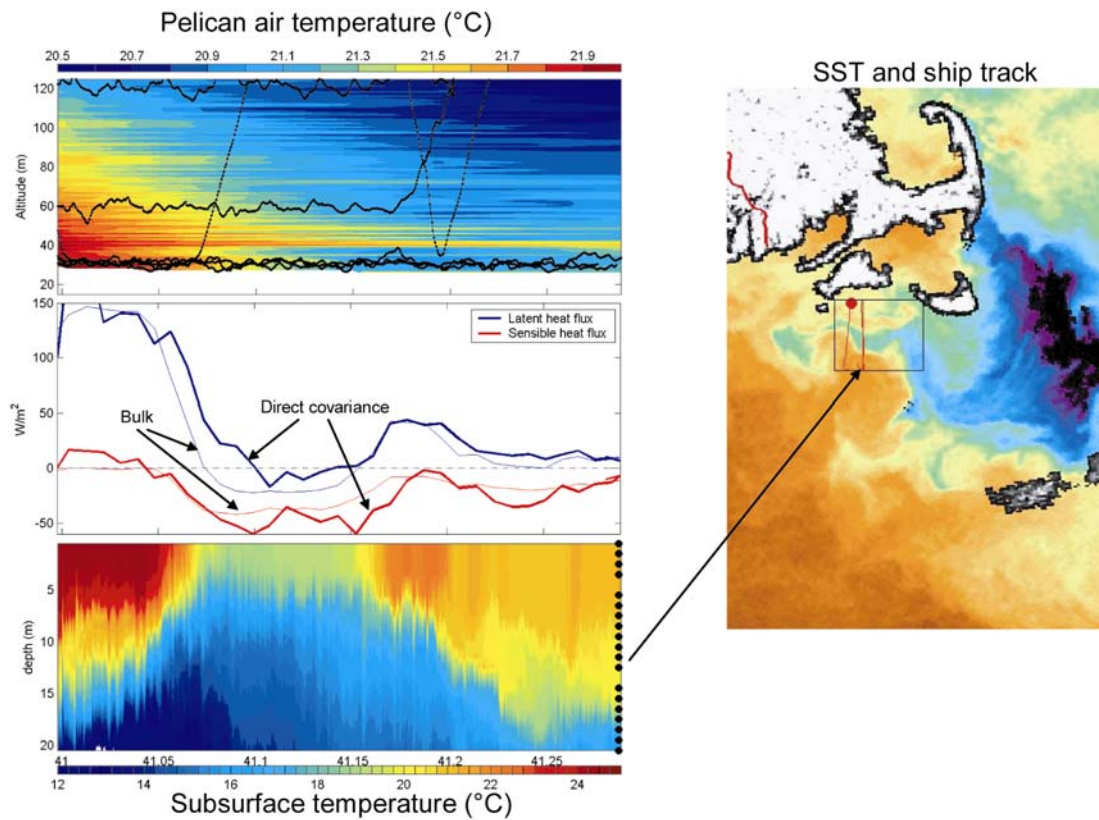 Pelican air temperature (°C)
20.5 20.7 20.9 21.1 21.3 21.5 21.7 21.9
120
100
80
60
40
20
Altitude (m)
150
100
50
0
-50
W/m²
Latent heat flux
Sensible heat flux
Bulk
Direct covariance
5
10
15
20
depth (m)
41 41.05 41.1 41.15 41.2 41.25
12 14 16 18 20 22 24
Subsurface temperature (°C)
SST and ship track